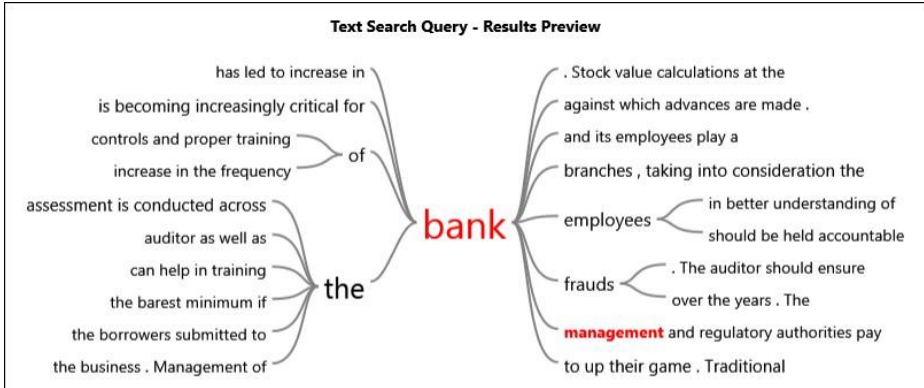 Text Search Query - Results Preview
has led to increase in
is becoming increasingly critical for
controls and proper training
increase in the frequency
of
assessment is conducted across
auditor as well as
can help in training
the barest minimum if
the borrowers submitted to
the business . Management of
the
bank
. Stock value calculations at the
against which advances are made .
and its employees play a
branches , taking into consideration the
employees
in better understanding of
should be held accountable
frauds
. The auditor should ensure
over the years . The
management and regulatory authorities pay
to up their game . Traditional